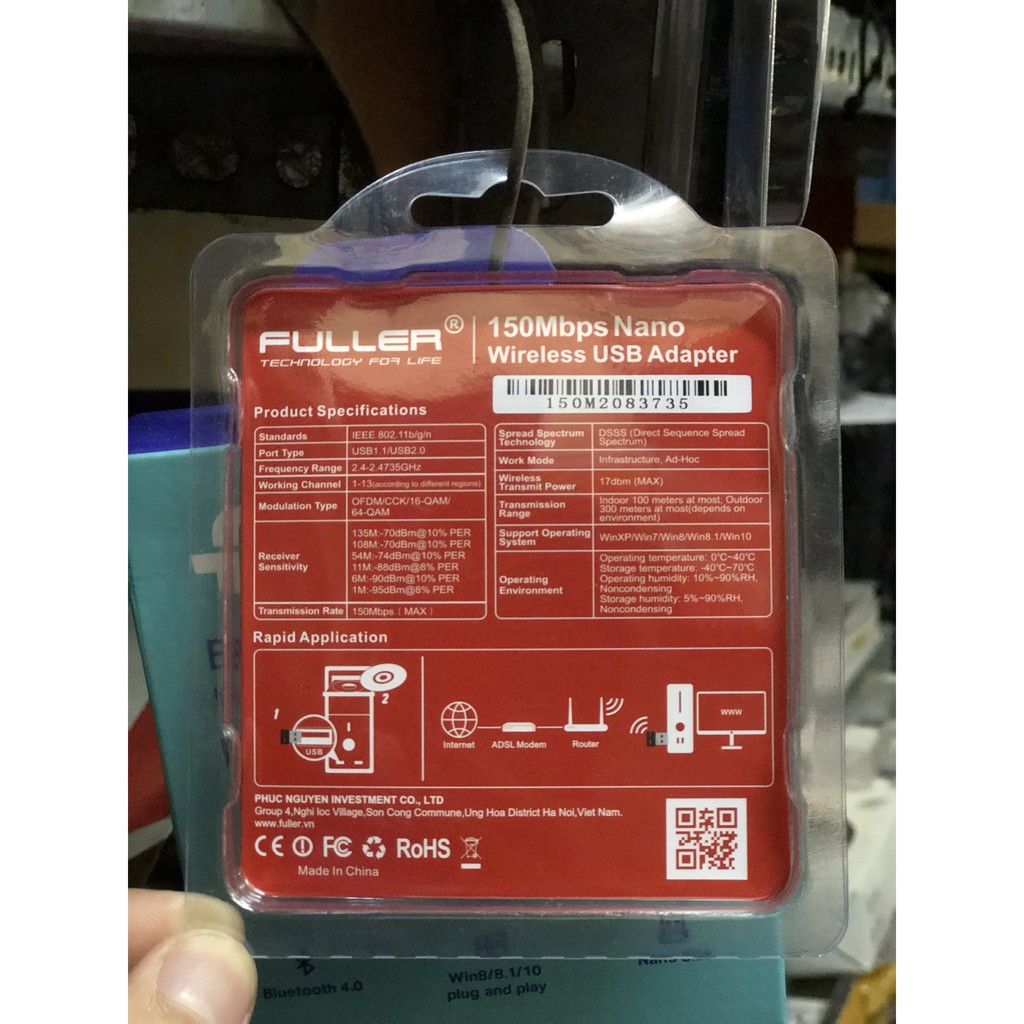 FULLER®
TECHNOLOGY FOR LIFE
150Mbps Nano
Wireless USB Adapter
150M2083735
Product Specifications
Standards IEEE 802.11b/g/n
Port Type USB1.1/USB2.0
Frequency Range 2.4-2.4735GHz
Working Channel 1-13(according to different regions)
Modulation Type OFDM/CCK/16-QAM/
64-QAM
Receiver
Sensitivity
135M:-70dBm@10% PER
108M:-70dBm@10% PER
54M:-74dBm@10% PER
11M:-88dBm@8% PER
6M:-90dBm@10% PER
1M:-95dBm@8% PER
Transmission Rate 150Mbps ( MAX )
Spread Spectrum
Technology
DSSS (Direct Sequence Spread
Spectrum)
Work Mode Infrastructure, Ad-Hoc
Wireless
Transmit Power
17dbm (MAX)
Transmission
Range
Indoor 100 meters at most; Outdoor
300 meters at most(depends on
environment)
Support Operating
System
WinXP/Win7/Win8/Win8.1/Win10
Operating
Environment
Operating temperature: 0°C~40°C
Storage temperature: -40°C~70°C
Operating humidity: 10%~90%RH,
Noncondensing
Storage humidity: 5%~90%RH,
Noncondensing
Rapid Application
1
USB
2
Internet
ADSL Modem
Router
WWW
PHUC NGUYEN INVESTMENT CO., LTD
Group 4,Nghi loc Village,Son Cong Commune,Ung Hoa District Ha Noi,Viet Nam.
www.fuller.vn
CE FC RoHS
Made In China
Bluetooth 4.0
Win8/8.1/10
plug and play
Nano